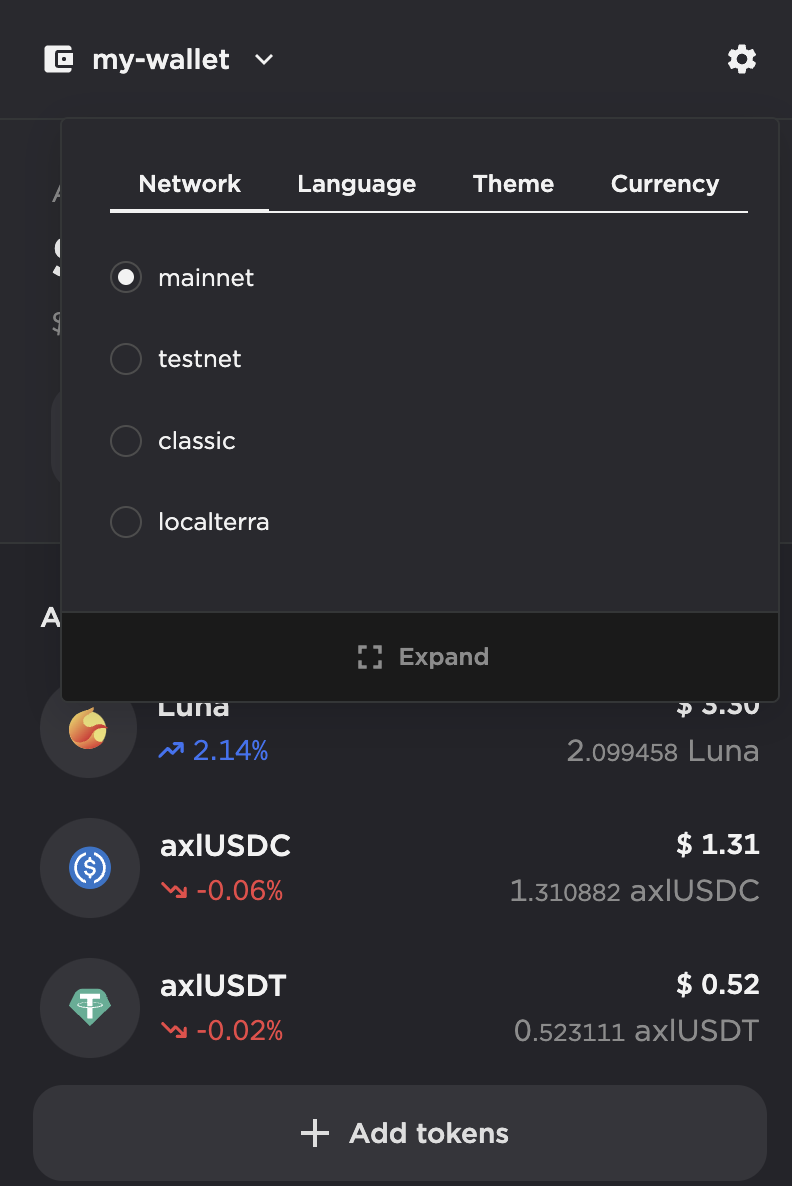 my-wallet
Network Language Theme Currency
mainnet
testnet
classic
localterra
Expand
Luna $ 3.30
2.14% 2.099458 Luna
axlUSDC $ 1.31
-0.06% 1.310882 axlUSDC
axlUSDT $ 0.52
-0.02% 0.523111 axlUSDT
Add tokens